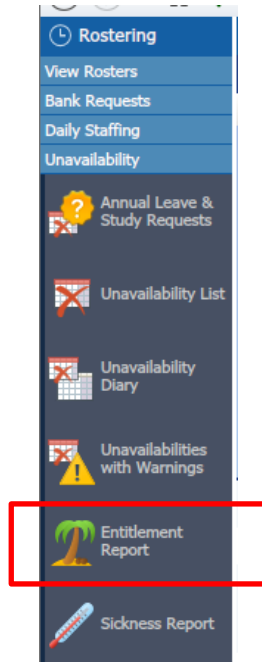 Rostering
View Rosters
Bank Requests
Daily Staffing
Unavailability
Annual Leave &
Study Requests
Unavailability List
Unavailability
Diary
Unavailabilities
with Warnings
Entitlement
Report
Sickness Report